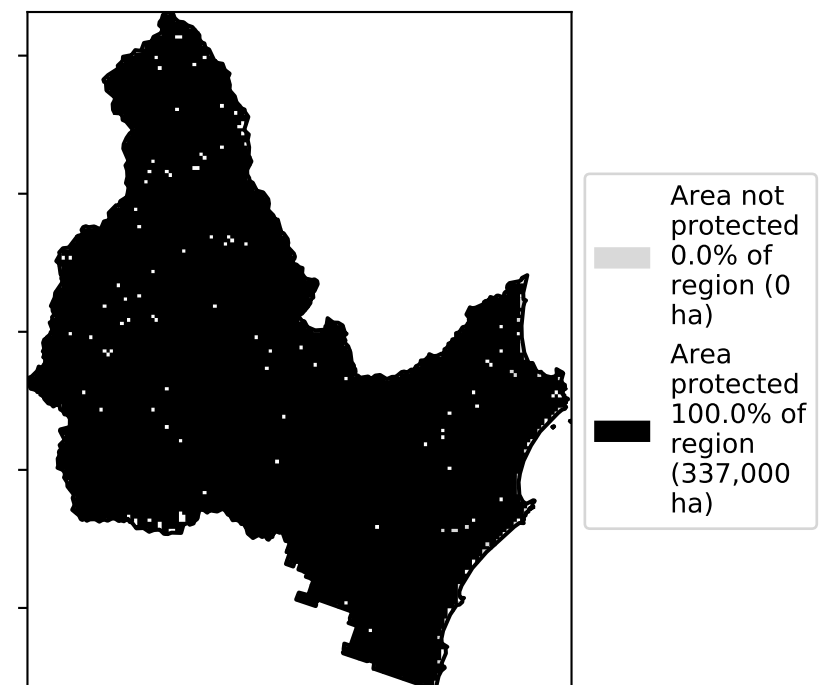 Area not
protected
0.0% of
region (0
ha)
Area
protected
100.0% of
region
(337,000
ha)